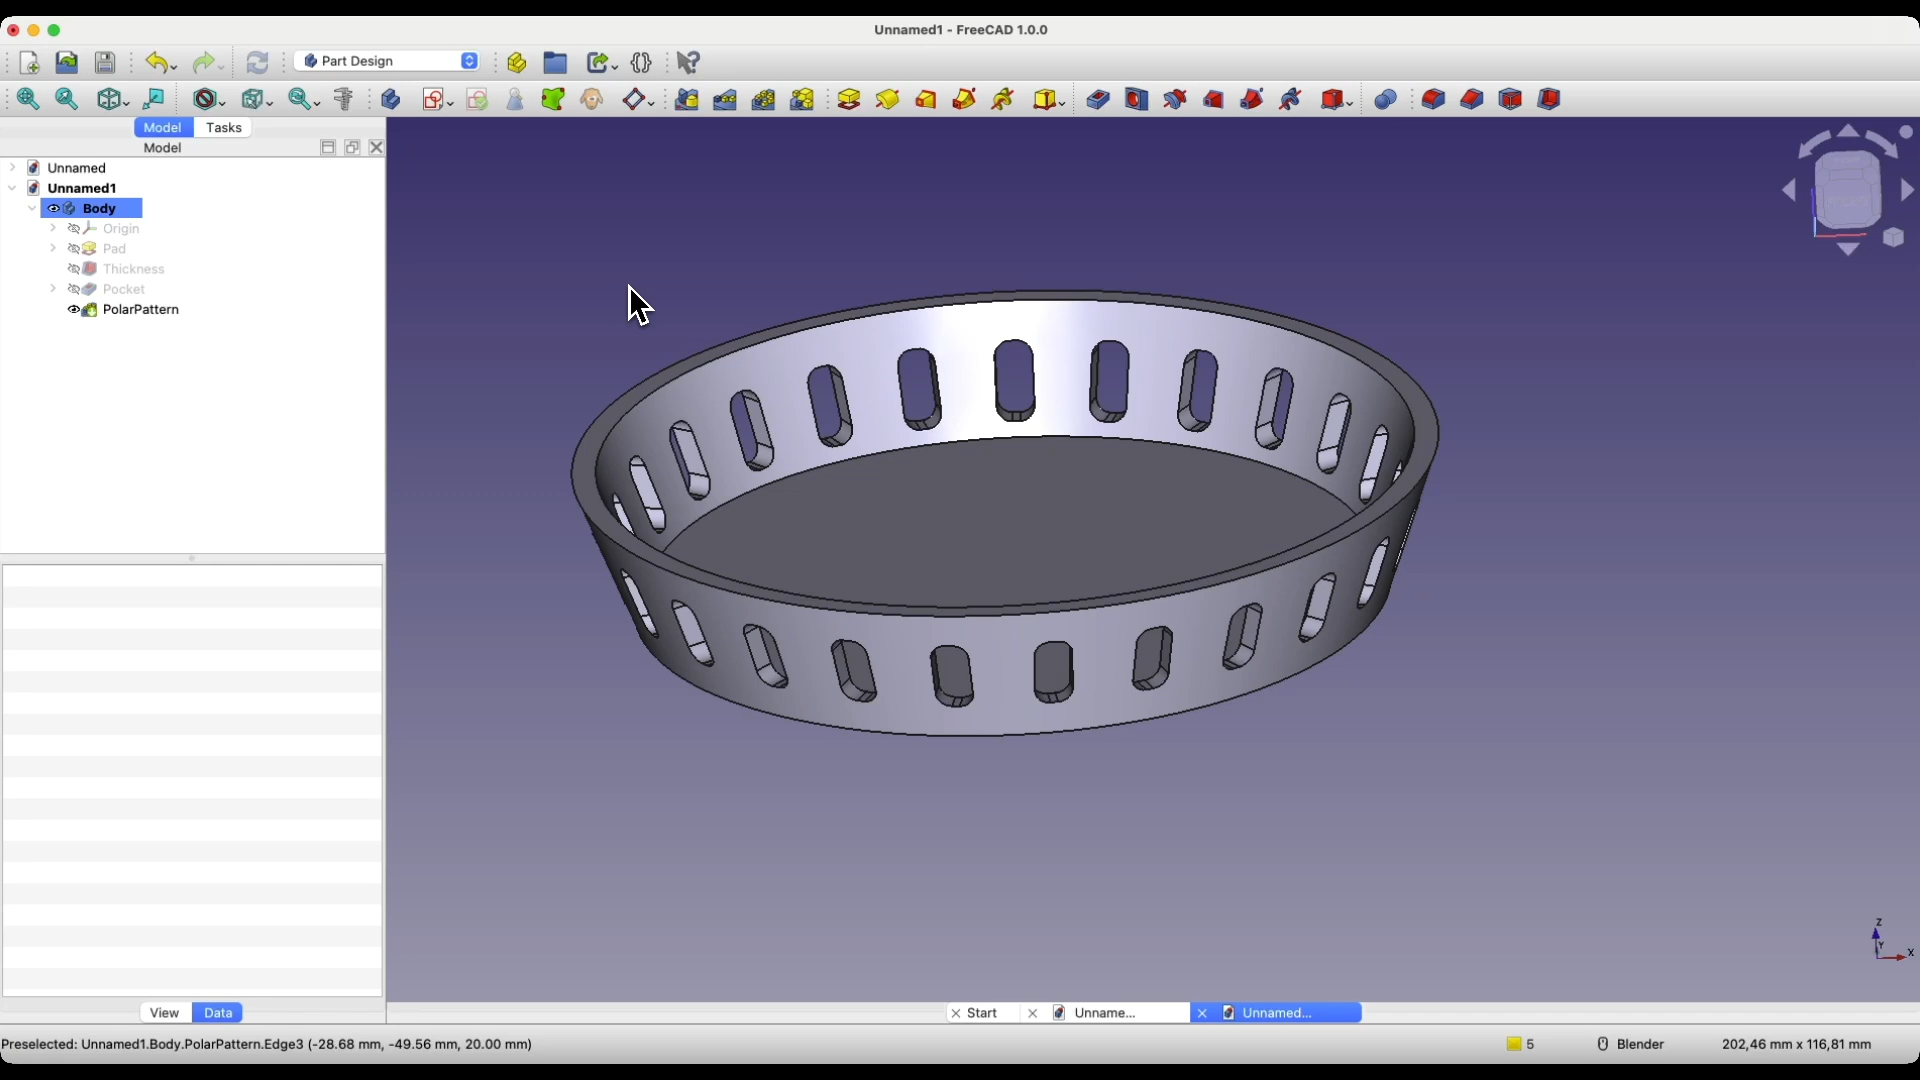 Unnamed1 - FreeCAD 1.0.0
Part Design
Model
Tasks
Model
Unnamed
Unnamed1
Body
Origin
Pad
Thickness
Pocket
PolarPattern
View
Data
Start
Unname...
Unnamed...
Z
Y
X
Preselected: Unnamed1.Body.PolarPattern.Edge3 (-28.68 mm, -49.56 mm, 20.00 mm)
5
Blender
202,46 mm x 116,81 mm